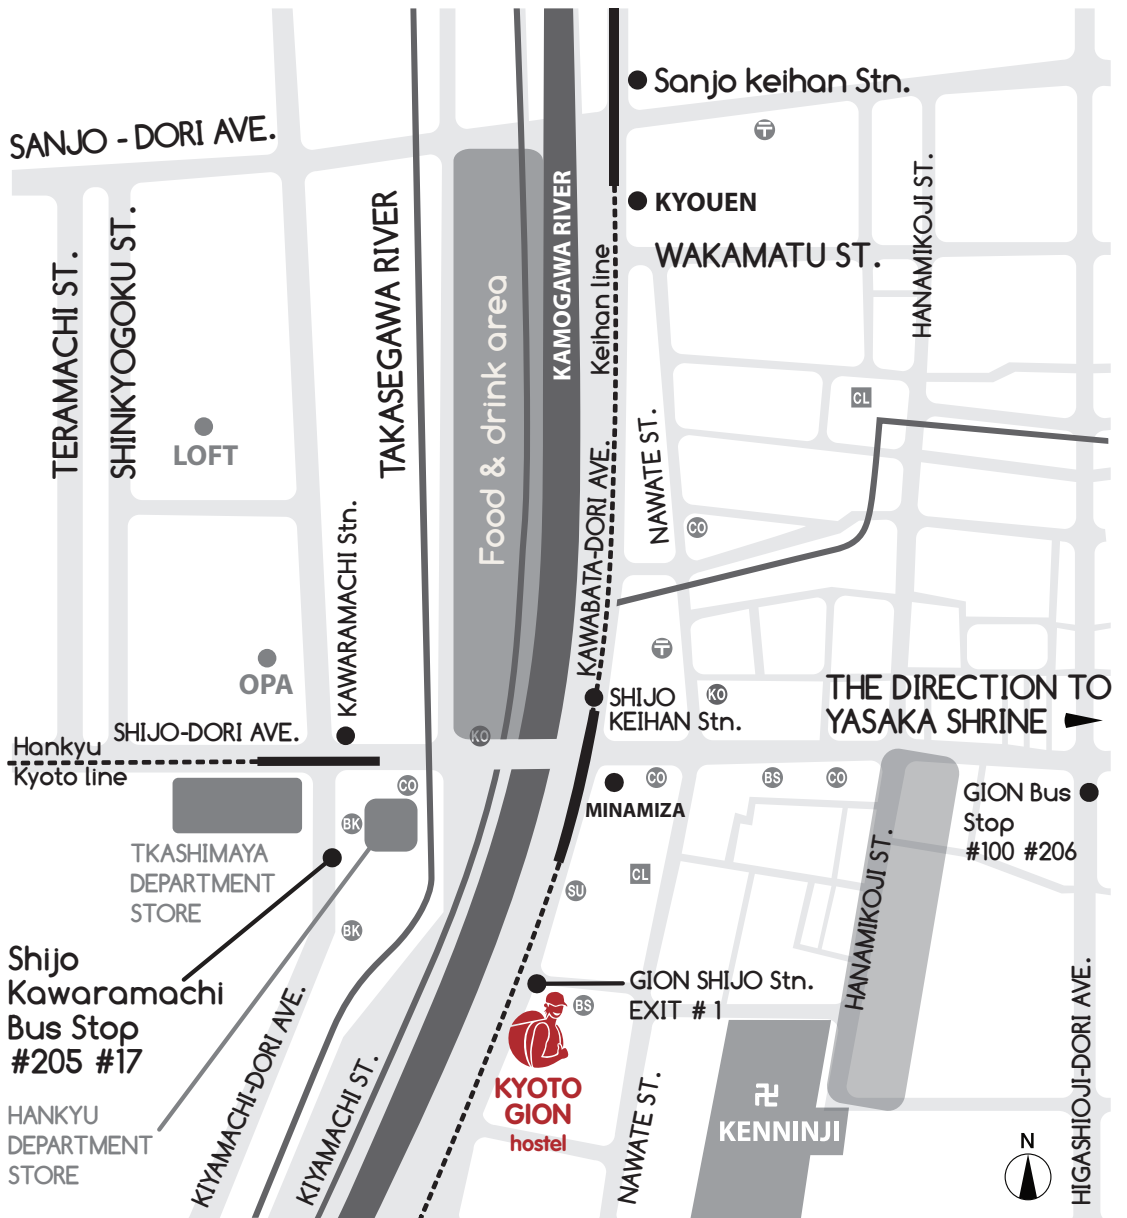 Sanjo keihan Stn.
SANJO - DORI AVE.
〒
KYOUEN
WAKAMATU ST.
HANAMIKOJI ST.
KAMOGAWA RIVER
Keihan line
TERAMACHI ST.
SHINKYOGOKU ST.
TAKASEGAWA RIVER
Food & drink area
CL
LOFT
NAWATE ST.
CO
KAWARAMACHI Stn.
KAWABATA-DORI AVE.
〒
OPA
SHIJO
KEIHAN Stn.
KO
THE DIRECTION TO
YASAKA SHRINE
SHIJO-DORI AVE.
KO
Hankyu
Kyoto line
CO
CO
BS
CO
MINAMIZA
GION Bus
Stop
#100 #206
BK
TKASHIMAYA
DEPARTMENT
STORE
SU
CL
HANAMIKOJI ST.
BK
Shijo
Kawaramachi
Bus Stop
#205 #17
GION SHIJO Stn.
EXIT # 1
BS
KIYAMACHI-DORI AVE.
KIYAMACHI ST.
KYOTO
GION
hostel
NAWATE ST.
卍
KENNINJI
HIGASHIOJI-DORI AVE.
HANKYU
DEPARTMENT
STORE
N